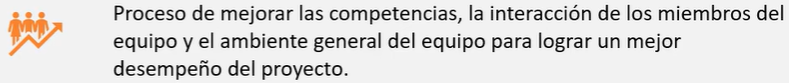 Proceso de mejorar las competencias, la interacción de los miembros del
equipo y el ambiente general del equipo para lograr un mejor
desempeño del proyecto.